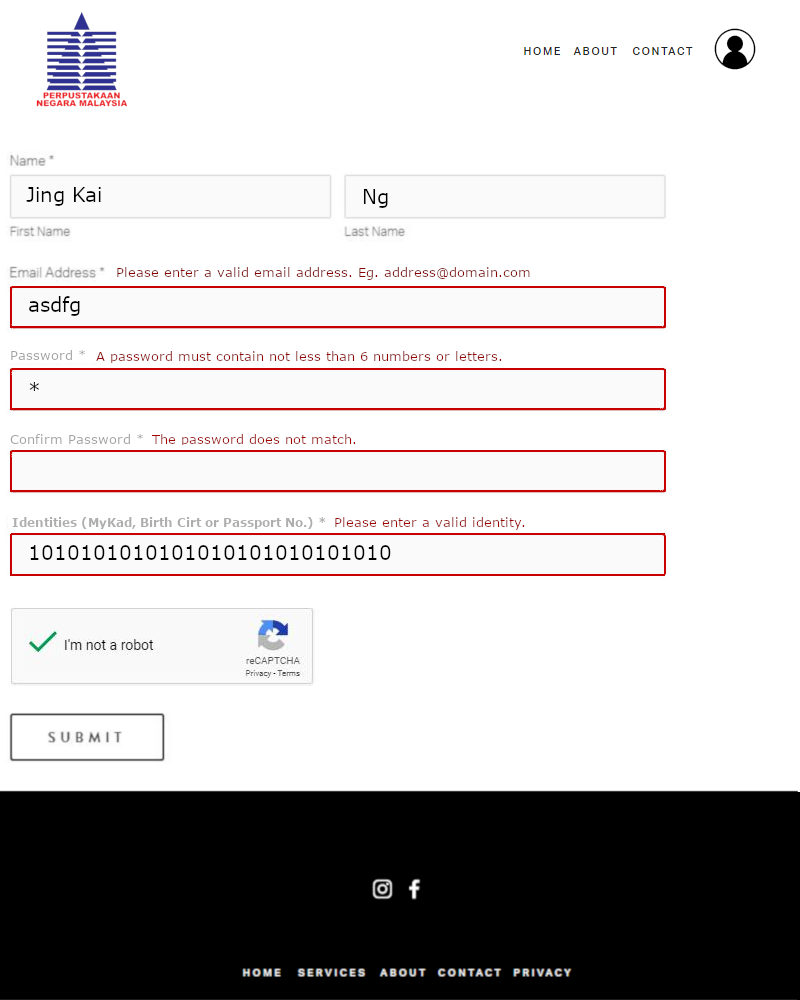 PERPUSTAKAAN
NEGARA MALAYSIA
HOME ABOUT CONTACT
Name *
Jing Kai Ng
First Name Last Name
Email Address * Please enter a valid email address. Eg. address@domain.com
asdfg
Password * A password must contain not less than 6 numbers or letters.
*
Confirm Password * The password does not match.
Identities (MyKad, Birth Cirt or Passport No.) * Please enter a valid identity.
1010101010101010101010101010
I'm not a robot
reCAPTCHA
Privacy - Terms
SUBMIT
HOME SERVICES ABOUT CONTACT PRIVACY